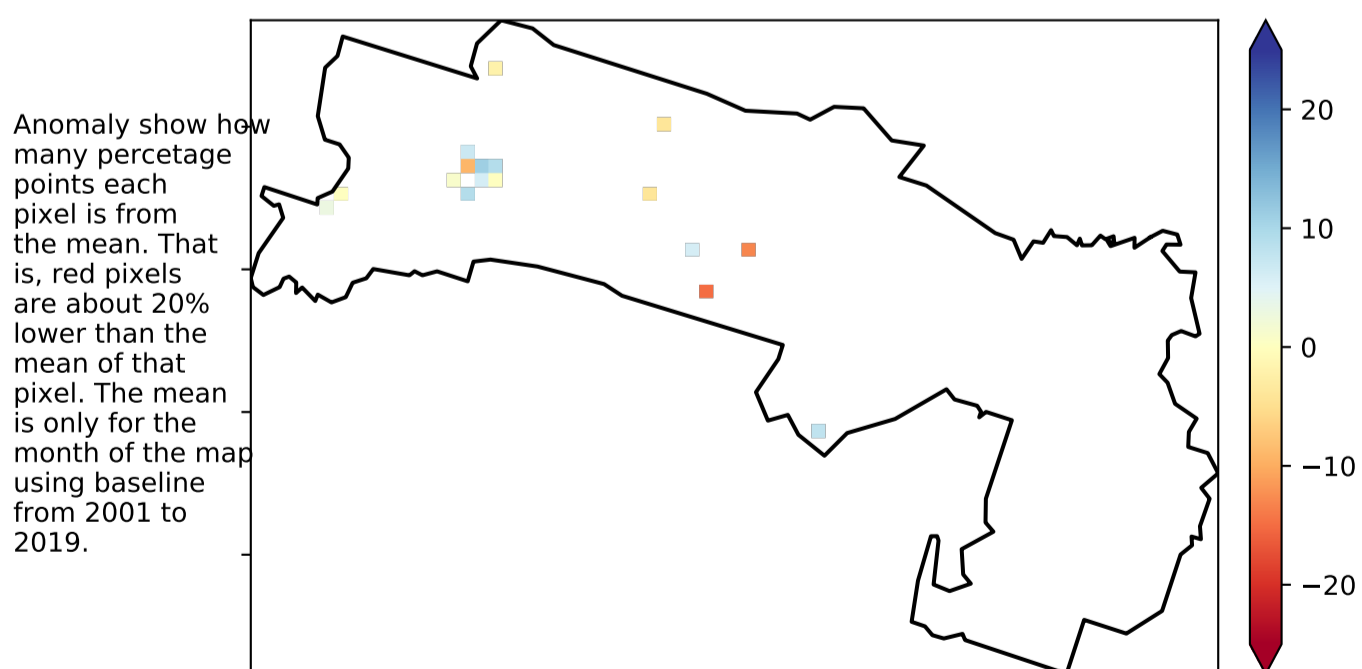 Anomaly show how
many percetage
points each
pixel is from
the mean. That
is, red pixels
are about 20%
lower than the
mean of that
pixel. The mean
is only for the
month of the map
using baseline
from 2001 to
2019.
20
10
0
−10
−20